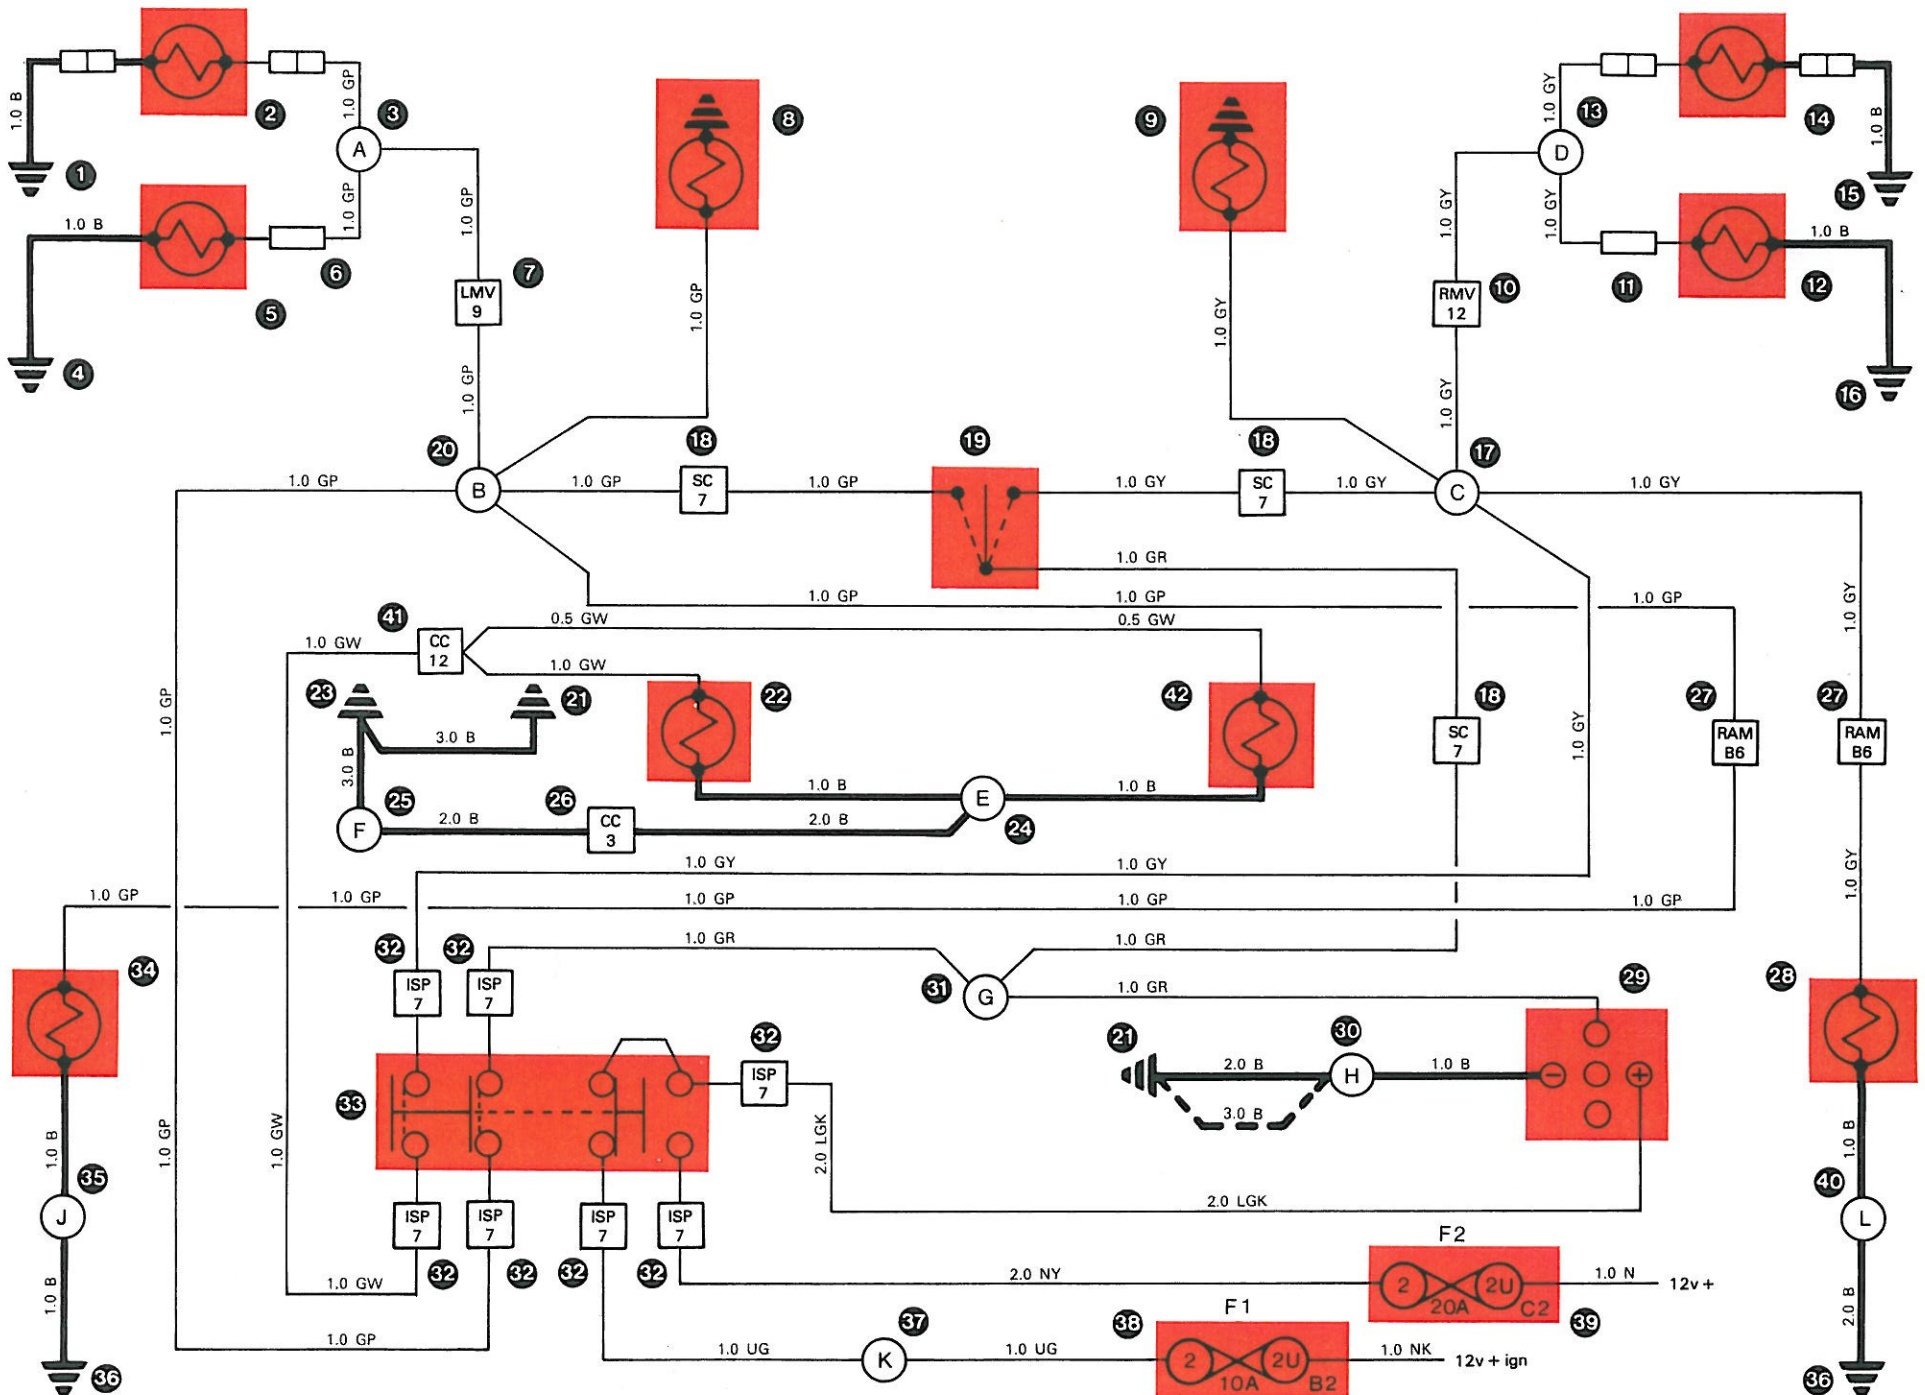 1.0 B
1.0 GP
2
3
A
1.0 GP
1.0 GP
1
1.0 B
6
5
4
7
LMV
9
1.0 GP
8
1.0 GP
9
1.0 GY
1.0 GY
13
D
14
1.0 B
15
1.0 GY
1.0 GY
10
RMV
12
11
12
1.0 B
16
1.0 GY
20
B
18
19
18
17
C
1.0 GP
1.0 GP
SC
7
1.0 GP
1.0 GY
SC
7
1.0 GY
1.0 GY
1.0 GR
1.0 GP
1.0 GP
1.0 GP
1.0 GY
41
CC
12
1.0 GW
0.5 GW
0.5 GW
1.0 GW
1.0 GP
23
21
22
42
18
27
27
3.0 B
3.0 B
SC
7
1.0 GY
RAM
B6
RAM
B6
1.0 B
E
1.0 B
24
25
F
2.0 B
26
CC
3
2.0 B
1.0 GY
1.0 GY
1.0 GY
1.0 GP
1.0 GP
1.0 GP
1.0 GP
1.0 GP
32
32
1.0 GR
1.0 GR
34
ISP
7
ISP
7
31
G
1.0 GR
29
28
32
ISP
7
21
2.0 B
30
H
1.0 B
−
+
3.0 B
33
1.0 B
35
J
1.0 GP
1.0 GW
2.0 LGK
2.0 LGK
1.0 B
40
L
ISP
7
ISP
7
ISP
7
ISP
7
32
32
32
32
1.0 GW
2.0 NY
F2
2
2U
20A
C2
1.0 N
12v +
39
1.0 B
36
1.0 GP
1.0 UG
37
K
1.0 UG
38
F1
2
2U
10A
B2
1.0 NK
12v + ign
2.0 B
36